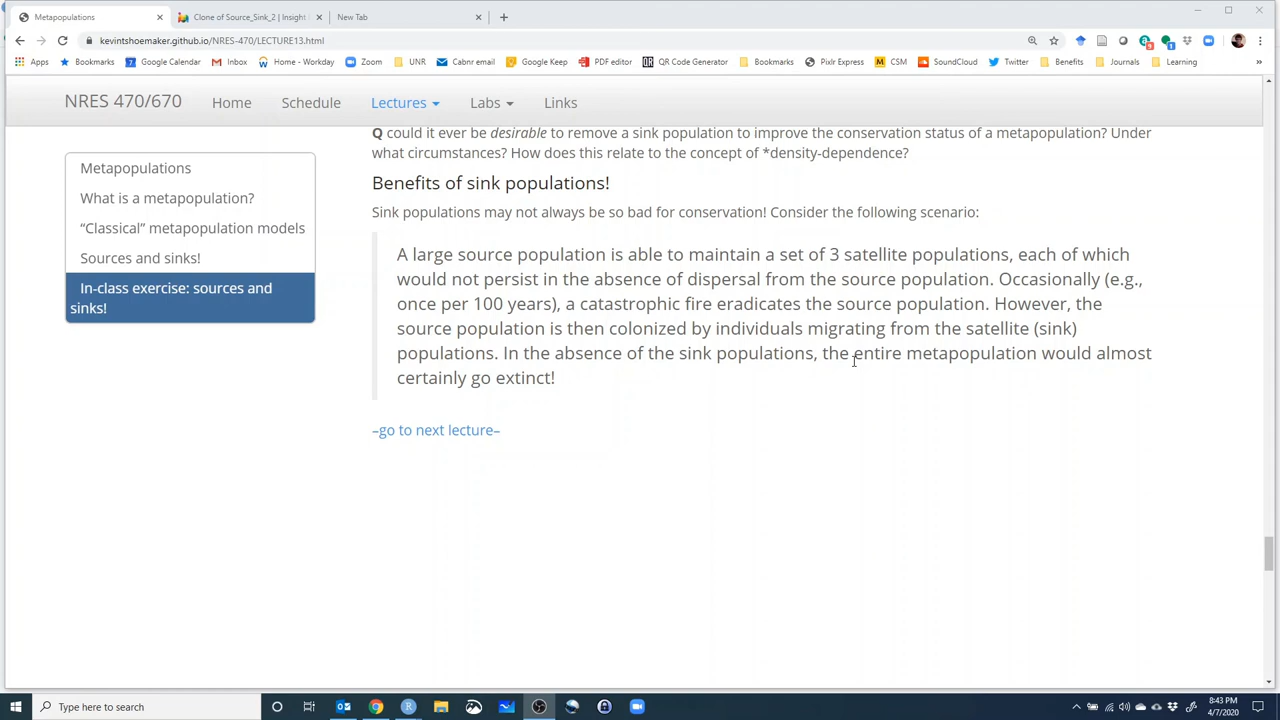 Metapopulations
Clone of Source_Sink_2 | Insight
New Tab
kevintshoemaker.github.io/NRES-470/LECTURE13.html
Apps Bookmarks Google Calendar Inbox Home - Workday Zoom UNR Cabnr email Google Keep PDF editor QR Code Generator Bookmarks Pixlr Express CSM SoundCloud Twitter Benefits Journals Learning »
NRES 470/670 Home Schedule Lectures Labs Links
Metapopulations
What is a metapopulation?
“Classical” metapopulation models
Sources and sinks!
In-class exercise: sources and
sinks!
Q could it ever be desirable to remove a sink population to improve the conservation status of a metapopulation? Under
what circumstances? How does this relate to the concept of *density-dependence?
Benefits of sink populations!
Sink populations may not always be so bad for conservation! Consider the following scenario:
A large source population is able to maintain a set of 3 satellite populations, each of which
would not persist in the absence of dispersal from the source population. Occasionally (e.g.,
once per 100 years), a catastrophic fire eradicates the source population. However, the
source population is then colonized by individuals migrating from the satellite (sink)
populations. In the absence of the sink populations, the entire metapopulation would almost
certainly go extinct!
–go to next lecture–
Type here to search
8:43 PM
4/7/2020